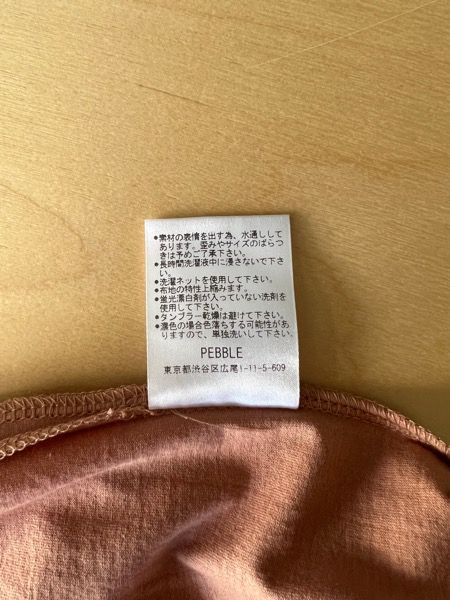 ●素材の表情を出す為、水通しして
あります。歪みやサイズのばらつ
きは予めご了承下さい。
●長時間洗濯液中に浸さないで下さ
い。
●洗濯ネットを使用して下さい。
●布地の特性上縮みます。
●蛍光漂白剤が入っていない洗剤を
使用して下さい。
●タンブラー乾燥は避けて下さい。
●濃色の場合色落ちする可能性があ
りますので、単独洗いして下さい。
PEBBLE
東京都渋谷区広尾1-11-5-609